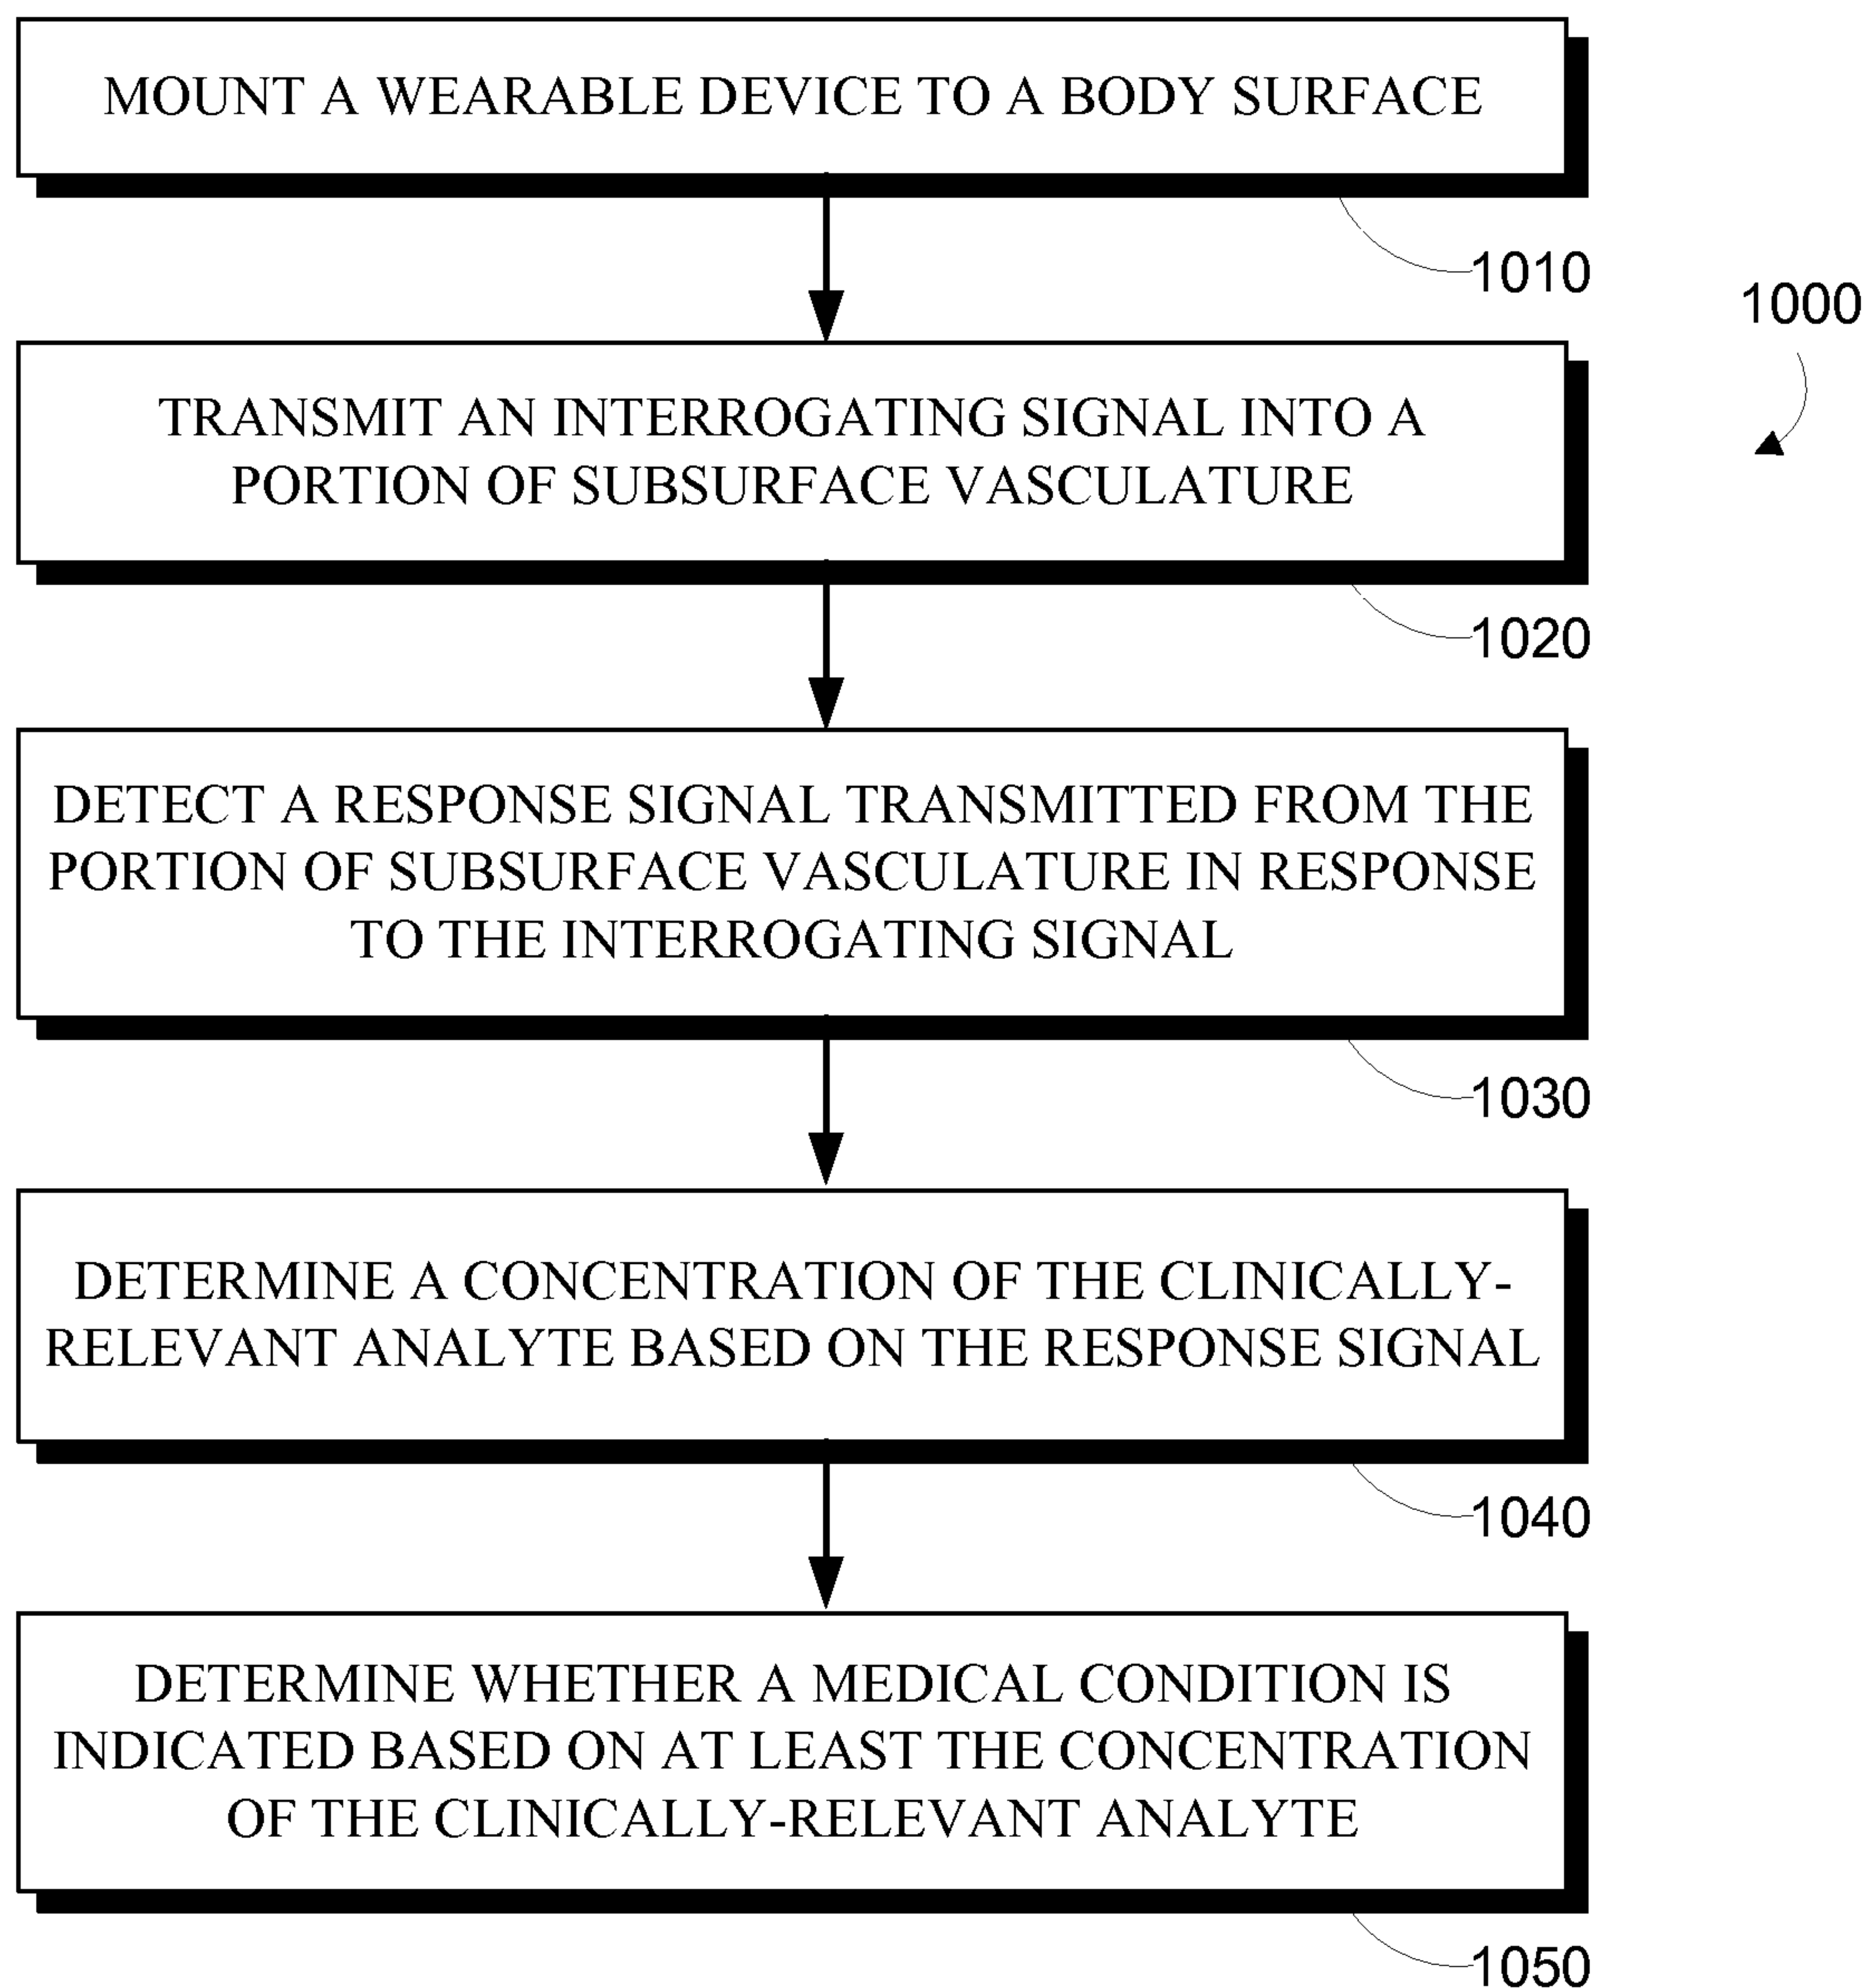 MOUNT A WEARABLE DEVICE TO A BODY SURFACE
1010
1000
TRANSMIT AN INTERROGATING SIGNAL INTO A
PORTION OF SUBSURFACE VASCULATURE
1020
DETECT A RESPONSE SIGNAL TRANSMITTED FROM THE
PORTION OF SUBSURFACE VASCULATURE IN RESPONSE
TO THE INTERROGATING SIGNAL
1030
DETERMINE A CONCENTRATION OF THE CLINICALLY-
RELEVANT ANALYTE BASED ON THE RESPONSE SIGNAL
1040
DETERMINE WHETHER A MEDICAL CONDITION IS
INDICATED BASED ON AT LEAST THE CONCENTRATION
OF THE CLINICALLY-RELEVANT ANALYTE
1050